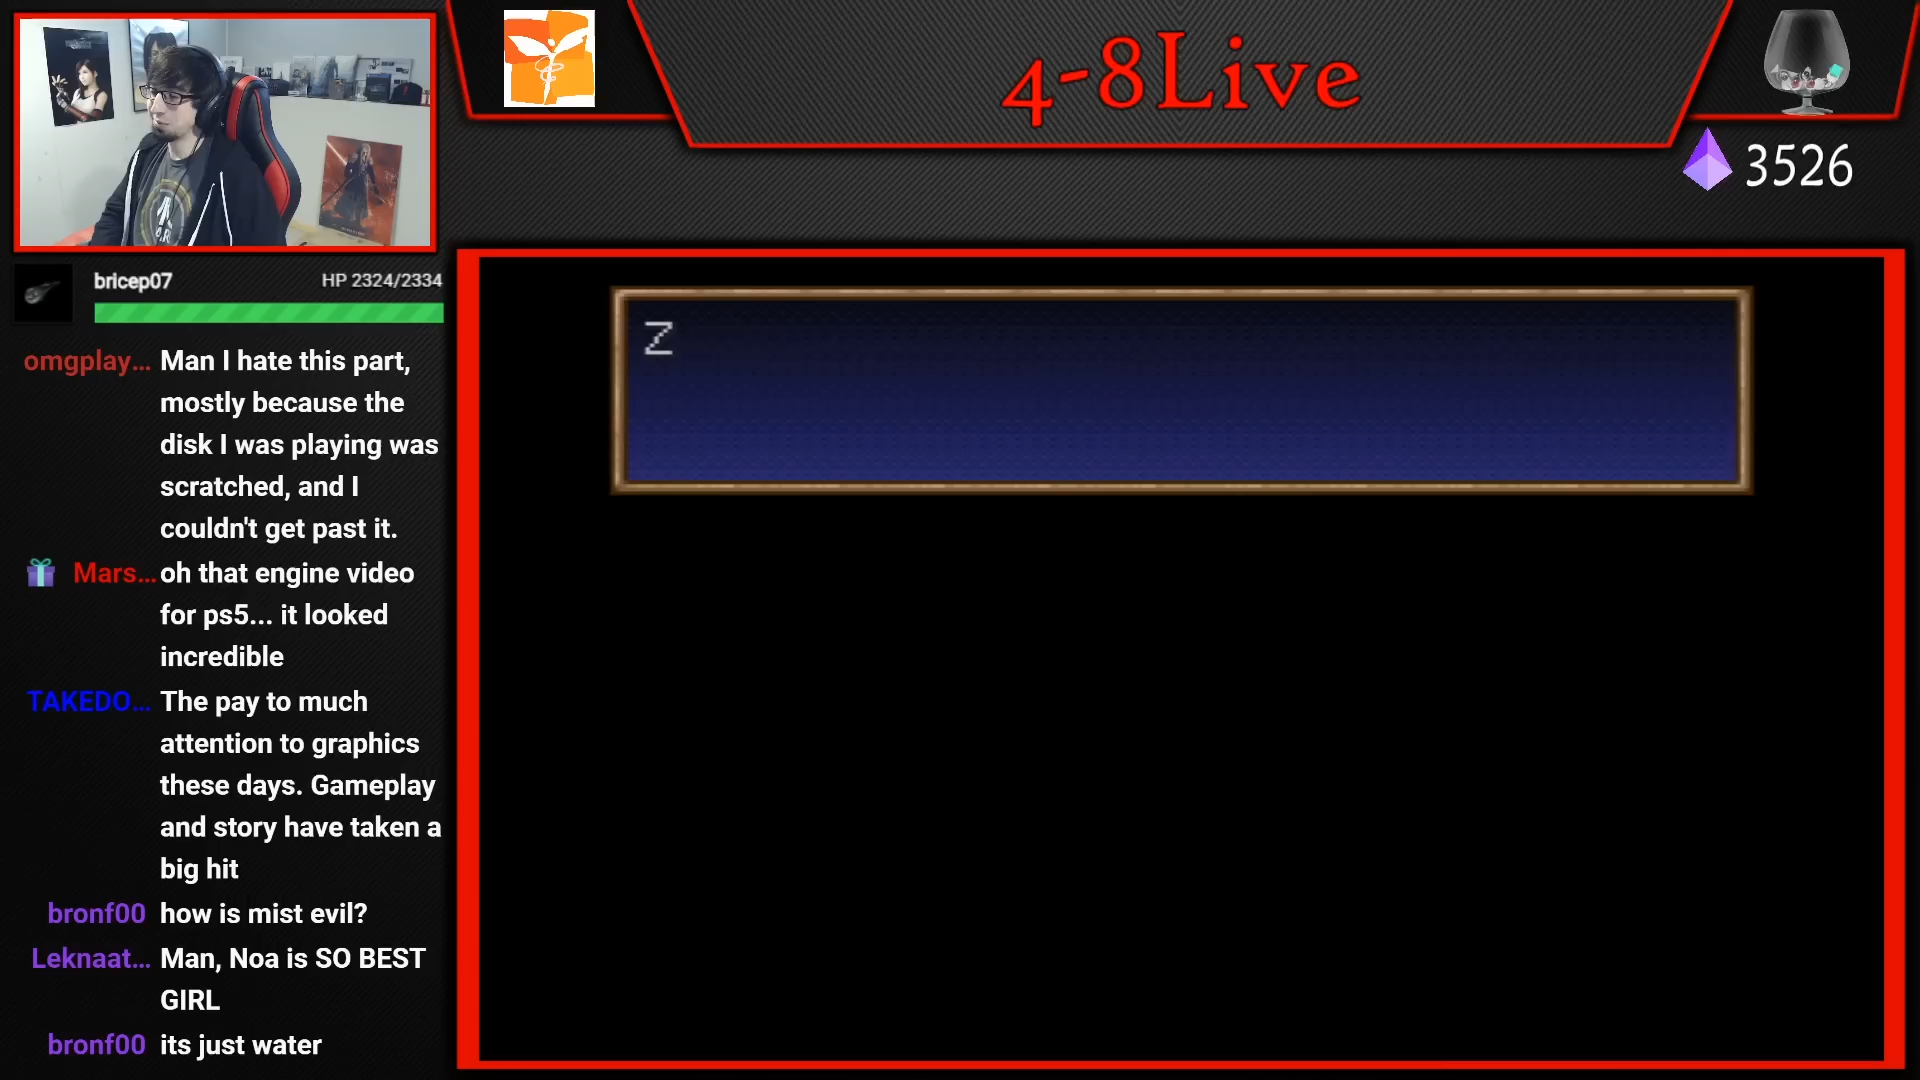 4-8Live
3526
bricep07 HP 2324/2334
Z
omgplay... Man I hate this part,
mostly because the
disk I was playing was
scratched, and I
couldn't get past it.
Mars... oh that engine video
for ps5... it looked
incredible
TAKEDO... The pay to much
attention to graphics
these days. Gameplay
and story have taken a
big hit
bronf00 how is mist evil?
Leknaat... Man, Noa is SO BEST
GIRL
bronf00 its just water